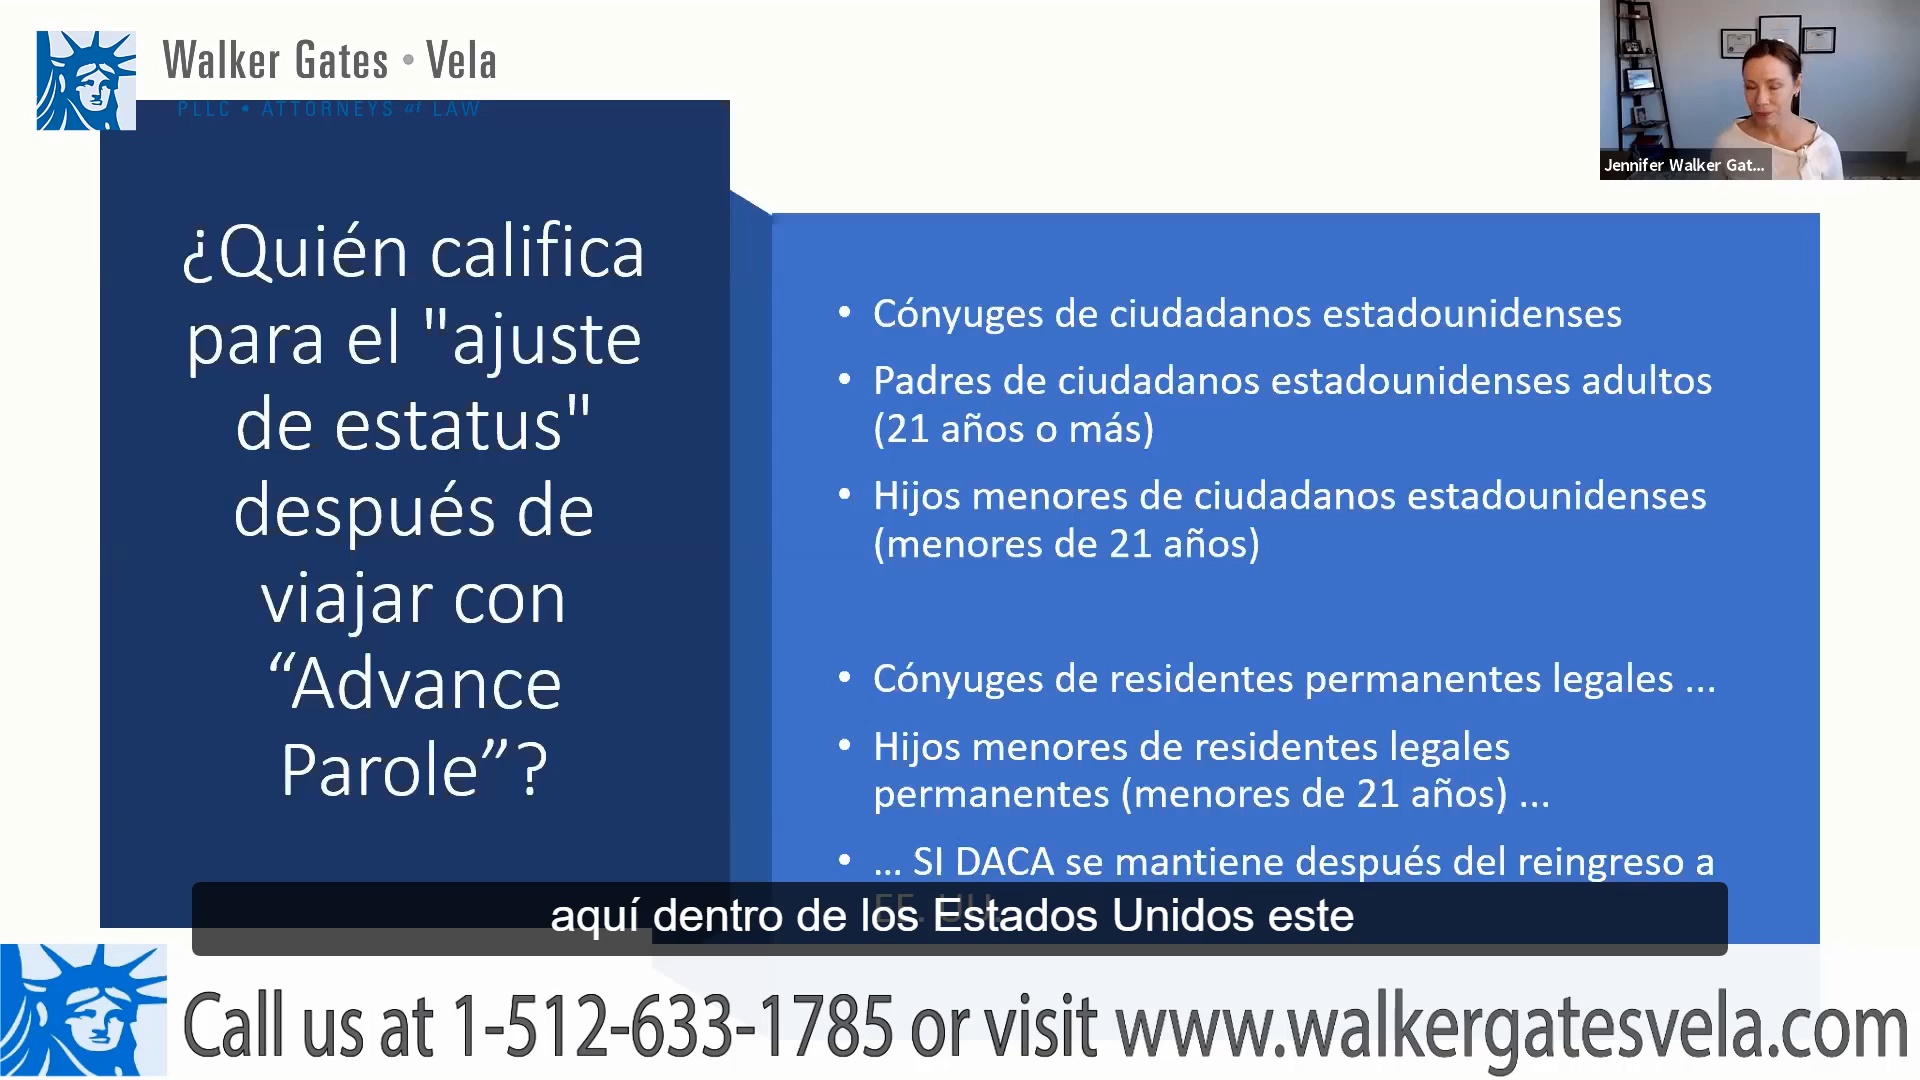 Walker Gates • Vela
PLLC • ATTORNEYS at LAW
Jennifer Walker Gat...
¿Quién califica
para el "ajuste
de estatus"
después de
viajar con
“Advance
Parole”?
• Cónyuges de ciudadanos estadounidenses
• Padres de ciudadanos estadounidenses adultos
(21 años o más)
• Hijos menores de ciudadanos estadounidenses
(menores de 21 años)
• Cónyuges de residentes permanentes legales ...
• Hijos menores de residentes legales
permanentes (menores de 21 años) ...
• ... SI DACA se mantiene después del reingreso a
EE. UU.
aquí dentro de los Estados Unidos este
Call us at 1-512-633-1785 or visit www.walkergatesvela.com